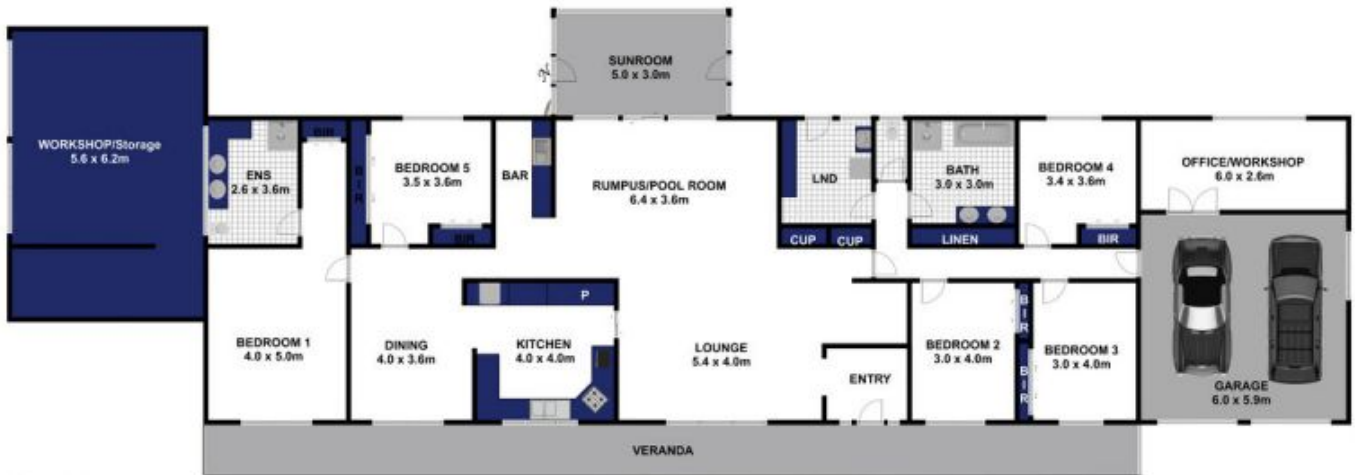 SUNROOM
5.0 x 3.0m
WORKSHOP/Storage
5.6 x 6.2m
ENS
2.6 x 3.6m
BIR
BIR
BEDROOM 5
3.5 x 3.6m
BIR
BAR
RUMPUS/POOL ROOM
6.4 x 3.6m
LND
CUP
CUP
BATH
3.0 x 3.0m
LINEN
BEDROOM 4
3.4 x 3.6m
BIR
OFFICE/WORKSHOP
6.0 x 2.6m
BEDROOM 1
4.0 x 5.0m
DINING
4.0 x 3.6m
P
KITCHEN
4.0 x 4.0m
LOUNGE
5.4 x 4.0m
ENTRY
BEDROOM 2
3.0 x 4.0m
BIR
BIR
BEDROOM 3
3.0 x 4.0m
GARAGE
6.0 x 5.9m
VERANDA